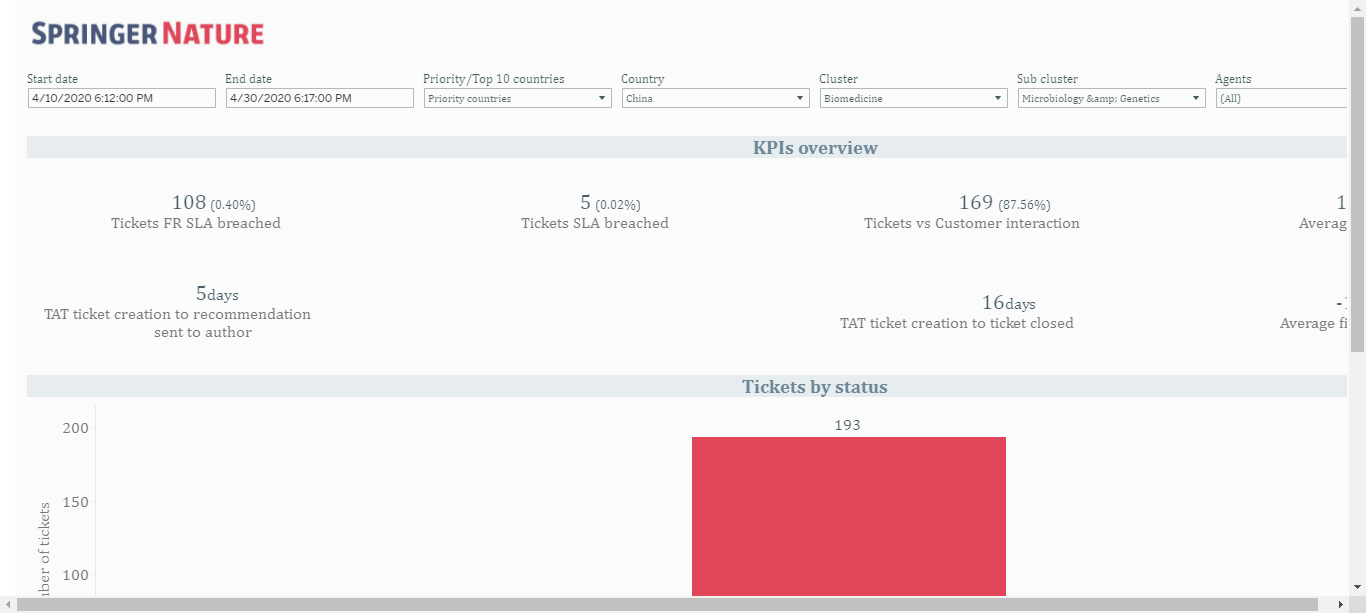 SPRINGER NATURE
Start date
End date
Priority/Top 10 countries
Country
Cluster
Sub cluster
Agents
4/10/2020 6:12:00 PM
4/30/2020 6:17:00 PM
Priority countries
China
Biomedicine
Microbiology &amp; Genetics
(All)
KPIs overview
108 (0.40%)
Tickets FR SLA breached
5 (0.02%)
Tickets SLA breached
169 (87.56%)
Tickets vs Customer interaction
1
Averag
5days
TAT ticket creation to recommendation
sent to author
16days
TAT ticket creation to ticket closed
Average fi
Tickets by status
200
150
100
193
mber of tickets